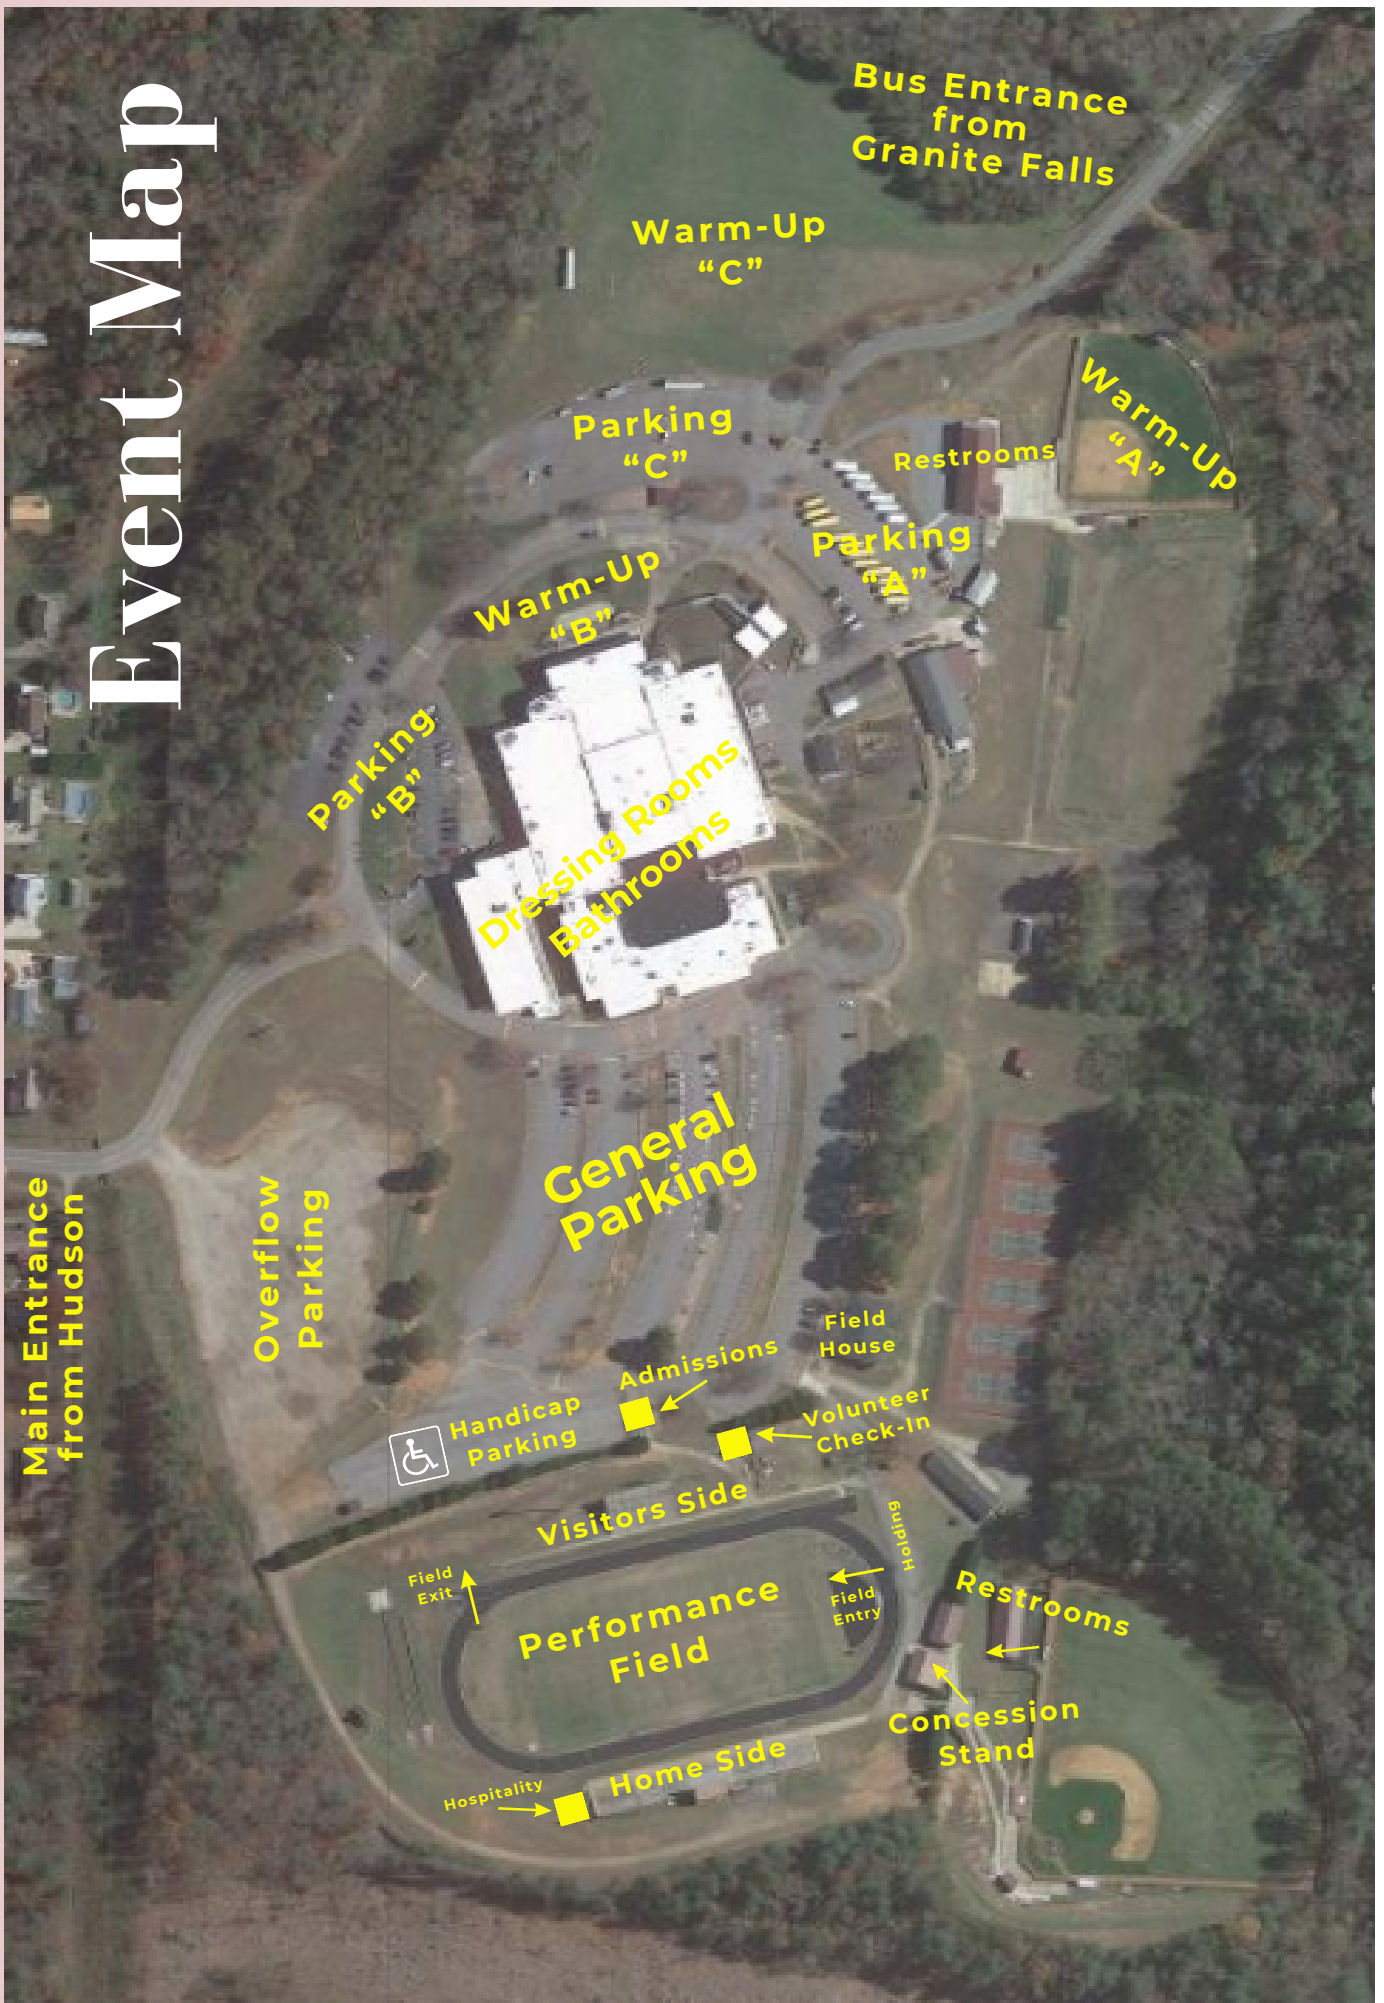 Event Map
Bus Entrance
from
Granite Falls
Warm-Up
“C”
Warm-Up
“A”
Parking
“C”
Restrooms
Parking
“A”
Warm-Up
“B”
Parking
“B”
Dressing Rooms
Bathrooms
General
Parking
Main Entrance
from Hudson
Overflow
Parking
Field
House
Admissions
Volunteer
Check-In
Handicap
Parking
Visitors Side
Holding
Field
Exit
Field
Entry
Performance
Field
Restrooms
Concession
Stand
Home Side
Hospitality